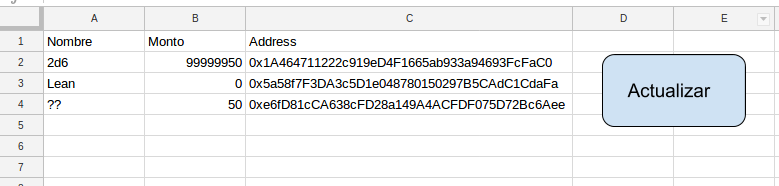 A B C D E
1 Nombre Monto Address
2 2d6 99999950 0x1A464711222c919eD4F1665ab933a94693FcFaC0
3 Lean 0 0x5a58f7F3DA3c5D1e048780150297B5CAdC1CdaFa
4 ?? 50 0xe6fD81cCA638cFD28a149A4ACFDF075D72Bc6Aee
Actualizar
5
6
7